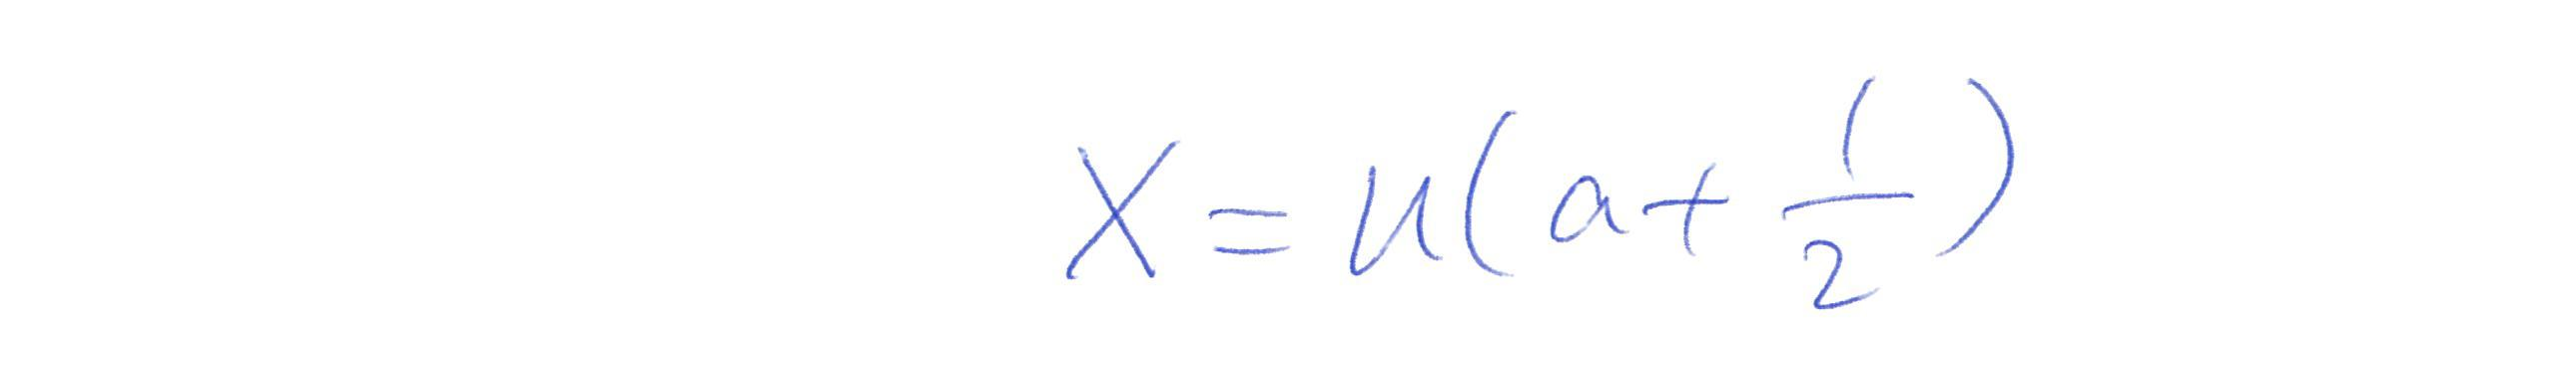 X = u(a + 1/2)